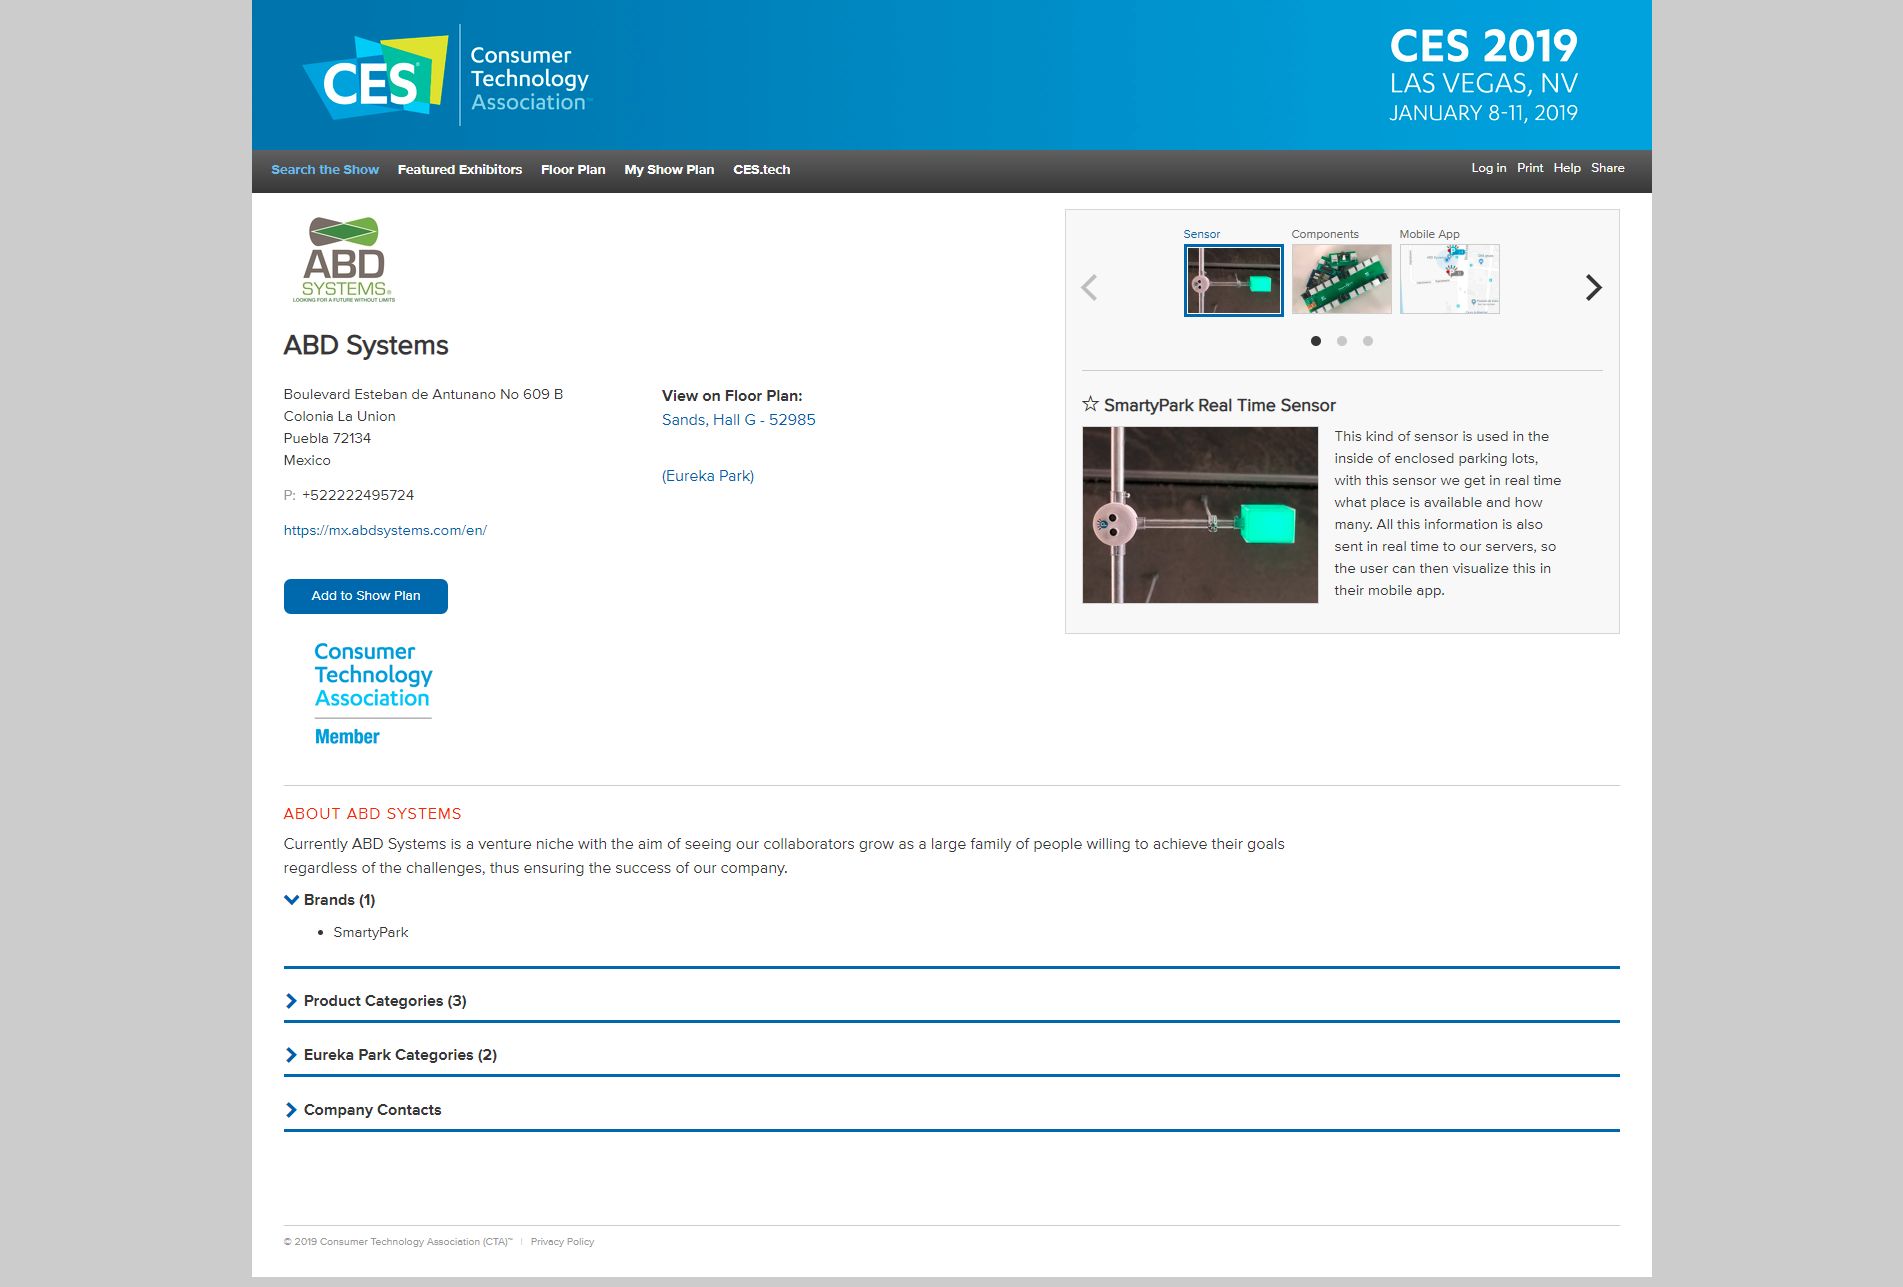 CES
Consumer
Technology
Association™
CES 2019
LAS VEGAS, NV
JANUARY 8-11, 2019
Search the Show Featured Exhibitors Floor Plan My Show Plan CES.tech
Log in Print Help Share
ABD
SYSTEMS®
LOOKING FOR A FUTURE WITHOUT LIMITS
ABD Systems
Boulevard Esteban de Antunano No 609 B
Colonia La Union
Puebla 72134
Mexico
P: +522222495724
https://mx.abdsystems.com/en/
Add to Show Plan
Consumer
Technology
Association
Member
View on Floor Plan:
Sands, Hall G - 52985
(Eureka Park)
Sensor Components Mobile App
☆ SmartyPark Real Time Sensor
This kind of sensor is used in the
inside of enclosed parking lots,
with this sensor we get in real time
what place is available and how
many. All this information is also
sent in real time to our servers, so
the user can then visualize this in
their mobile app.
ABOUT ABD SYSTEMS
Currently ABD Systems is a venture niche with the aim of seeing our collaborators grow as a large family of people willing to achieve their goals
regardless of the challenges, thus ensuring the success of our company.
Brands (1)
• SmartyPark
Product Categories (3)
Eureka Park Categories (2)
Company Contacts
© 2019 Consumer Technology Association (CTA)™ | Privacy Policy